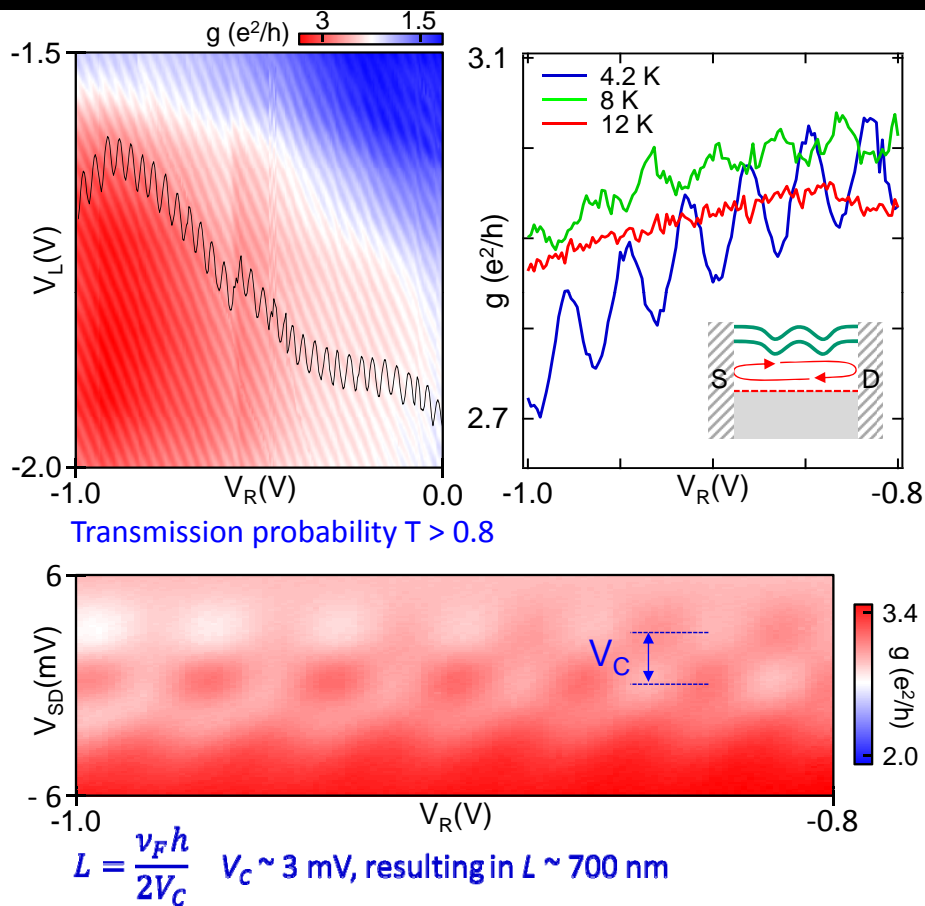 g (e²/h) 3 1.5
-1.5
V_L(V)
-2.0
-1.0 V_R(V) 0.0
3.1
4.2 K
8 K
12 K
g (e²/h)
S D
2.7
-1.0 V_R(V) -0.8
Transmission probability T > 0.8
6
V_SD(mV)
- 6
V_C
-1.0 V_R(V) -0.8
3.4
g (e²/h)
2.0
L = ν_F h / 2V_C V_C ~ 3 mV, resulting in L ~ 700 nm